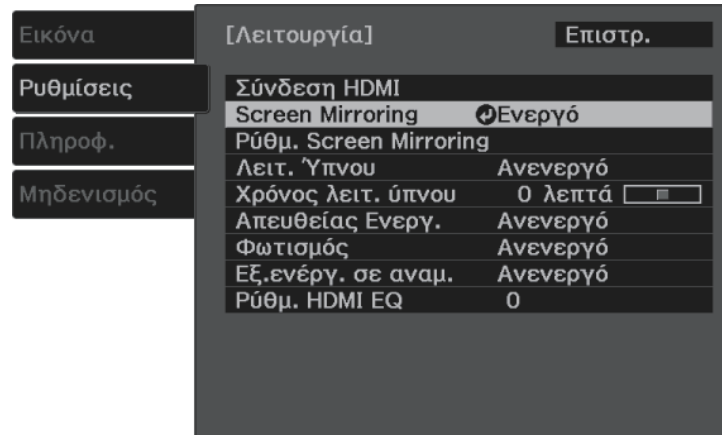 Εικόνα
Ρυθμίσεις
Πληροφ.
Μηδενισμός
[Λειτουργία] Επιστρ.
Σύνδεση HDMI
Screen Mirroring Ενεργό
Ρύθμ. Screen Mirroring
Λειτ. Ύπνου Ανενεργό
Χρόνος λειτ. ύπνου 0 λεπτά
Απευθείας Ενεργ. Ανενεργό
Φωτισμός Ανενεργό
Εξ.ενέργ. σε αναμ. Ανενεργό
Ρύθμ. HDMI EQ 0